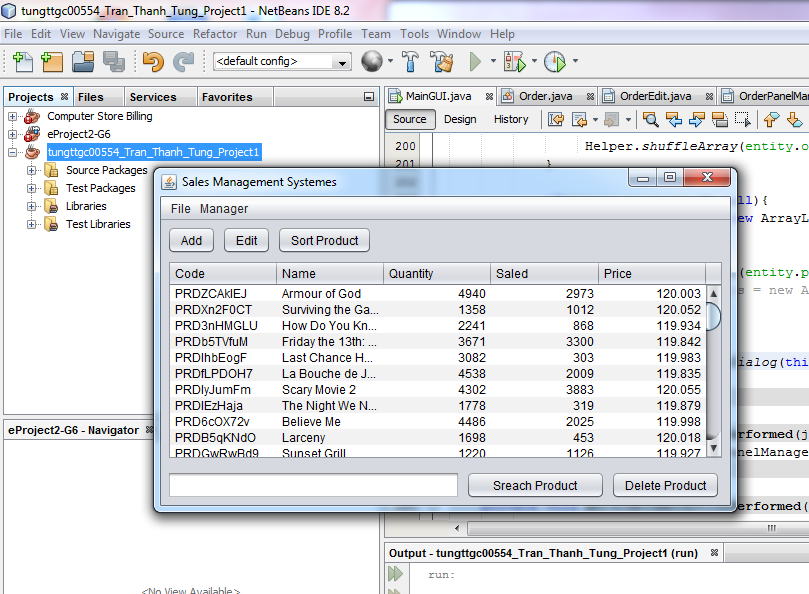 tungttgc00554_Tran_Thanh_Tung_Project1 - NetBeans IDE 8.2
File Edit View Navigate Source Refactor Run Debug Profile Team Tools Window Help
<default config>
Projects Files Services Favorites
Computer Store Billing
eProject2-G6
tungttgc00554_Tran_Thanh_Tung_Project1
Source Packages
Test Packages
Libraries
Test Libraries
MainGUI.java Order.java OrderEdit.java OrderPanelMa
Source Design History
200 Helper.shuffleArray(entity.o
201 }
ll){
ew ArrayL
(entity.p
s = new A
ialog(thi
rformed(j
nelManage
erformed(
Sales Management Systemes
File Manager
Add Edit Sort Product
Code Name Quantity Saled Price
PRDZCAkIEJ Armour of God 4940 2973 120.003
PRDXn2F0CT Surviving the Ga... 1358 1012 120.052
PRD3nHMGLU How Do You Kn... 2241 868 119.934
PRDb5TVfuM Friday the 13th: ... 3671 3300 119.842
PRDIhbEogF Last Chance H... 3082 303 119.983
PRDfLPDOH7 La Bouche de J... 4538 2009 119.835
PRDIyJumFm Scary Movie 2 4302 3883 120.055
PRDIEzHaja The Night We N... 1778 319 119.879
PRD6cOX72v Believe Me 4486 2025 119.998
PRDB5qKNdO Larceny 1698 453 120.018
PRDGwRwBd9 Sunset Grill 1220 1126 119.927
Sreach Product Delete Product
eProject2-G6 - Navigator
<No View Available>
Output - tungttgc00554_Tran_Thanh_Tung_Project1 (run)
run: